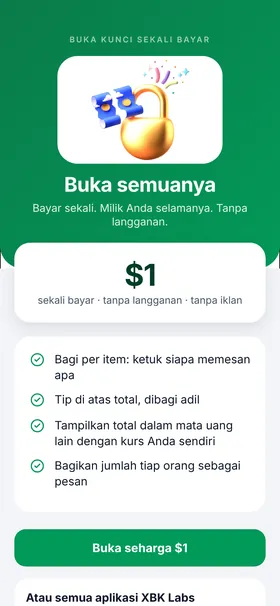 BUKA KUNCI SEKALI BAYAR
Buka semuanya
Bayar sekali. Milik Anda selamanya. Tanpa
langganan.
$1
sekali bayar · tanpa langganan · tanpa iklan
Bagi per item: ketuk siapa memesan
apa
Tip di atas total, dibagi adil
Tampilkan total dalam mata uang
lain dengan kurs Anda sendiri
Bagikan jumlah tiap orang sebagai
pesan
Buka seharga $1
Atau semua aplikasi XBK Labs